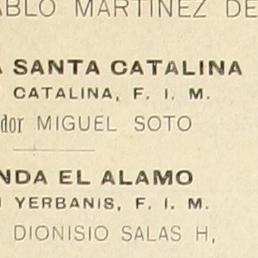 ABLO MARTINEZ DE
A SANTA CATALINA
CATALINA, F. I. M.
dor MIGUEL SOTO
NDA EL ALAMO
YERBANIS, F. I. M.
DIONISIO SALAS H,